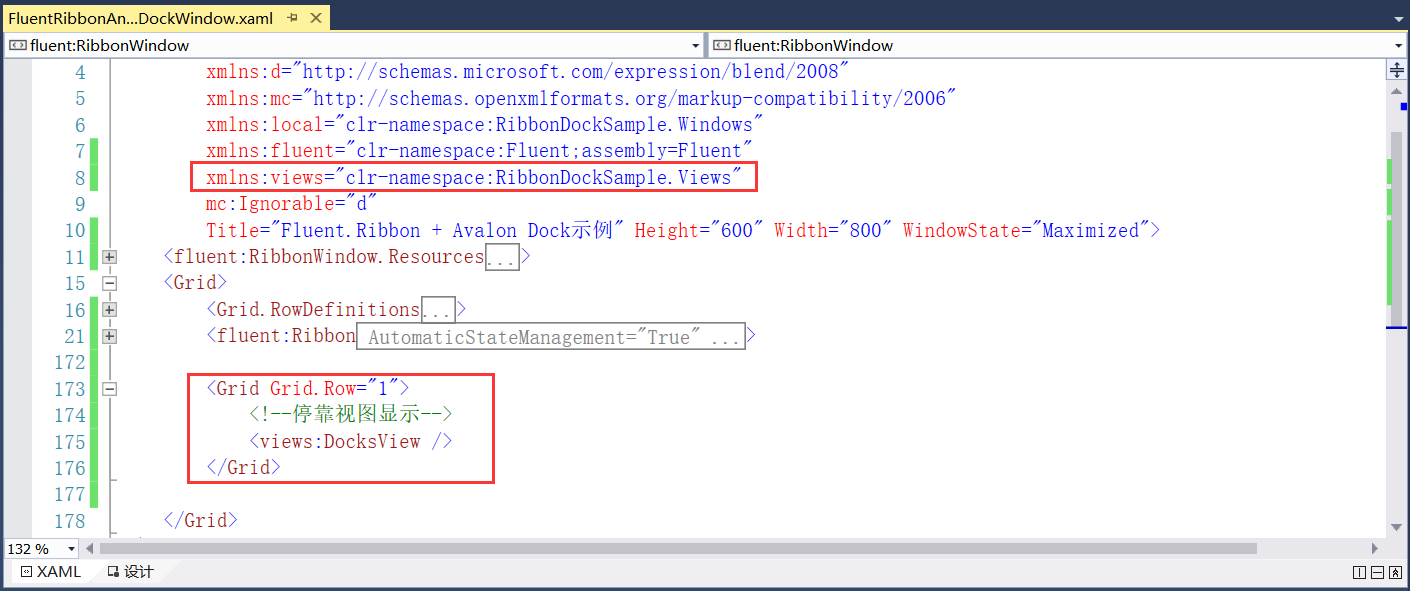 FluentRibbonAn...DockWindow.xaml
fluent:RibbonWindow fluent:RibbonWindow
4 xmlns:d="http://schemas.microsoft.com/expression/blend/2008"
5 xmlns:mc="http://schemas.openxmlformats.org/markup-compatibility/2006"
6 xmlns:local="clr-namespace:RibbonDockSample.Windows"
7 xmlns:fluent="clr-namespace:Fluent;assembly=Fluent"
8 xmlns:views="clr-namespace:RibbonDockSample.Views"
9 mc:Ignorable="d"
10 Title="Fluent.Ribbon + Avalon Dock示例" Height="600" Width="800" WindowState="Maximized">
11 <fluent:RibbonWindow.Resources...>
15 <Grid>
16 <Grid.RowDefinitions...>
21 <fluent:Ribbon AutomaticStateManagement="True" ...>
172
173 <Grid Grid.Row="1">
174 <!--停靠视图显示-->
175 <views:DocksView />
176 </Grid>
177
178 </Grid>
132 %
XAML 设计